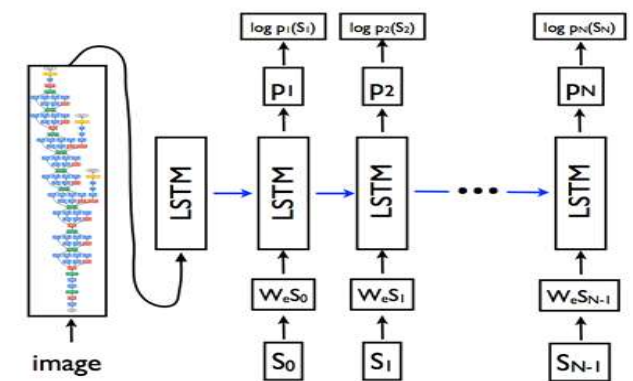 log p₁(S₁) log p₂(S₂) log pN(SN)
p₁ p₂ pN
LSTM LSTM LSTM LSTM
WeS₀ WeS₁ WeSN-1
image S₀ S₁ SN-1